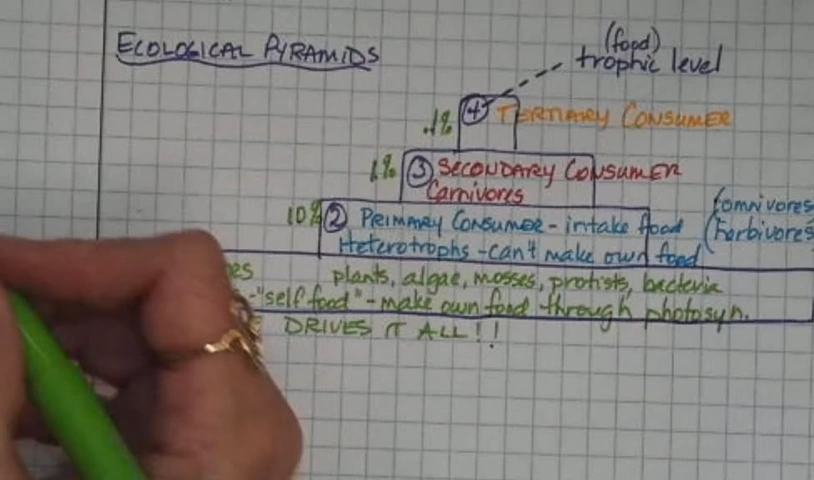 ECOLOGICAL PYRAMIDS
(food)
trophic level
.1% 4 TERTIARY CONSUMER
1% 3 SECONDARY CONSUMER
Carnivores
10% 2 PRIMARY CONSUMER - intake food (omnivores
Heterotrophs - can't make own food (herbivores
plants, algae, mosses, protists, bacteria
- "self food" - make own food through photosyn.
DRIVES IT ALL!!